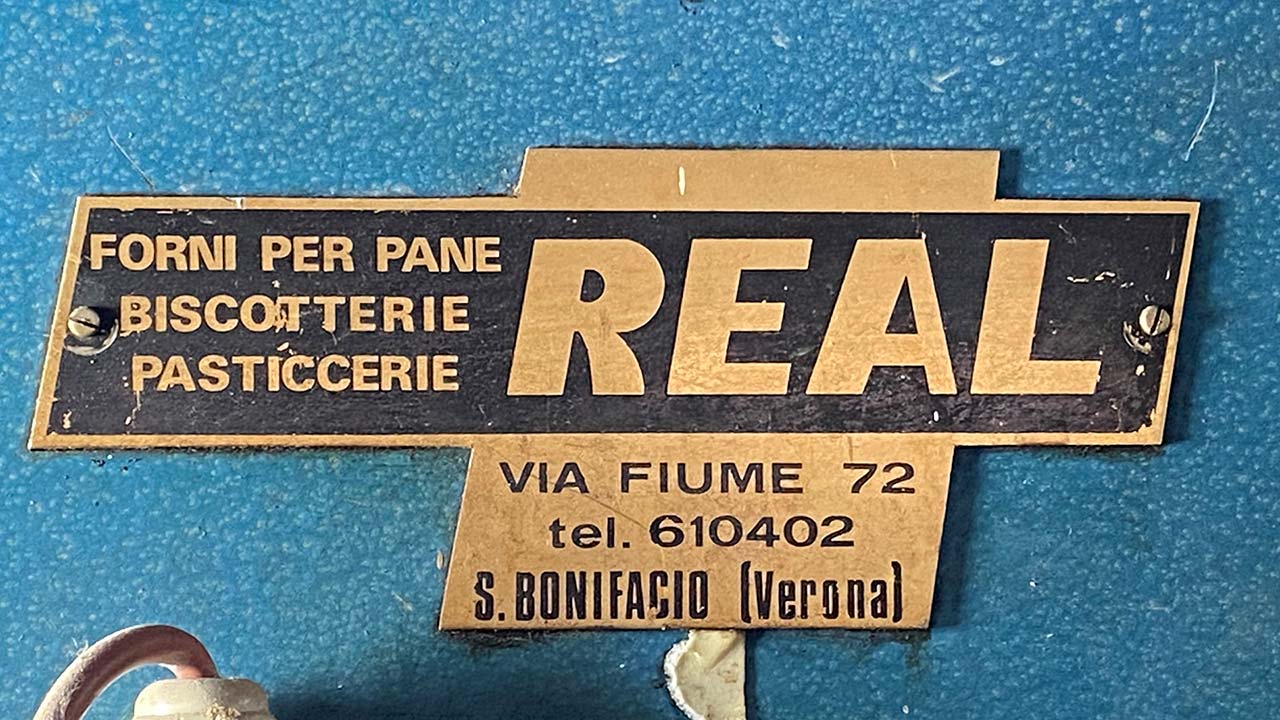 FORNI PER PANE
BISCOTTERIE
PASTICCERIE
REAL
VIA FIUME 72
tel. 610402
S. BONIFACIO (Verona)